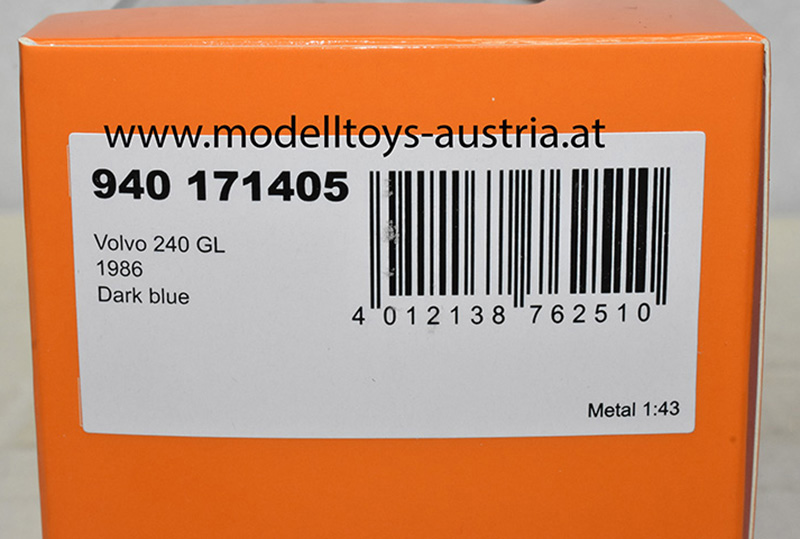 www.modelltoys-austria.at
940 171405
Volvo 240 GL
1986
Dark blue
4 012138 762510
Metal 1:43